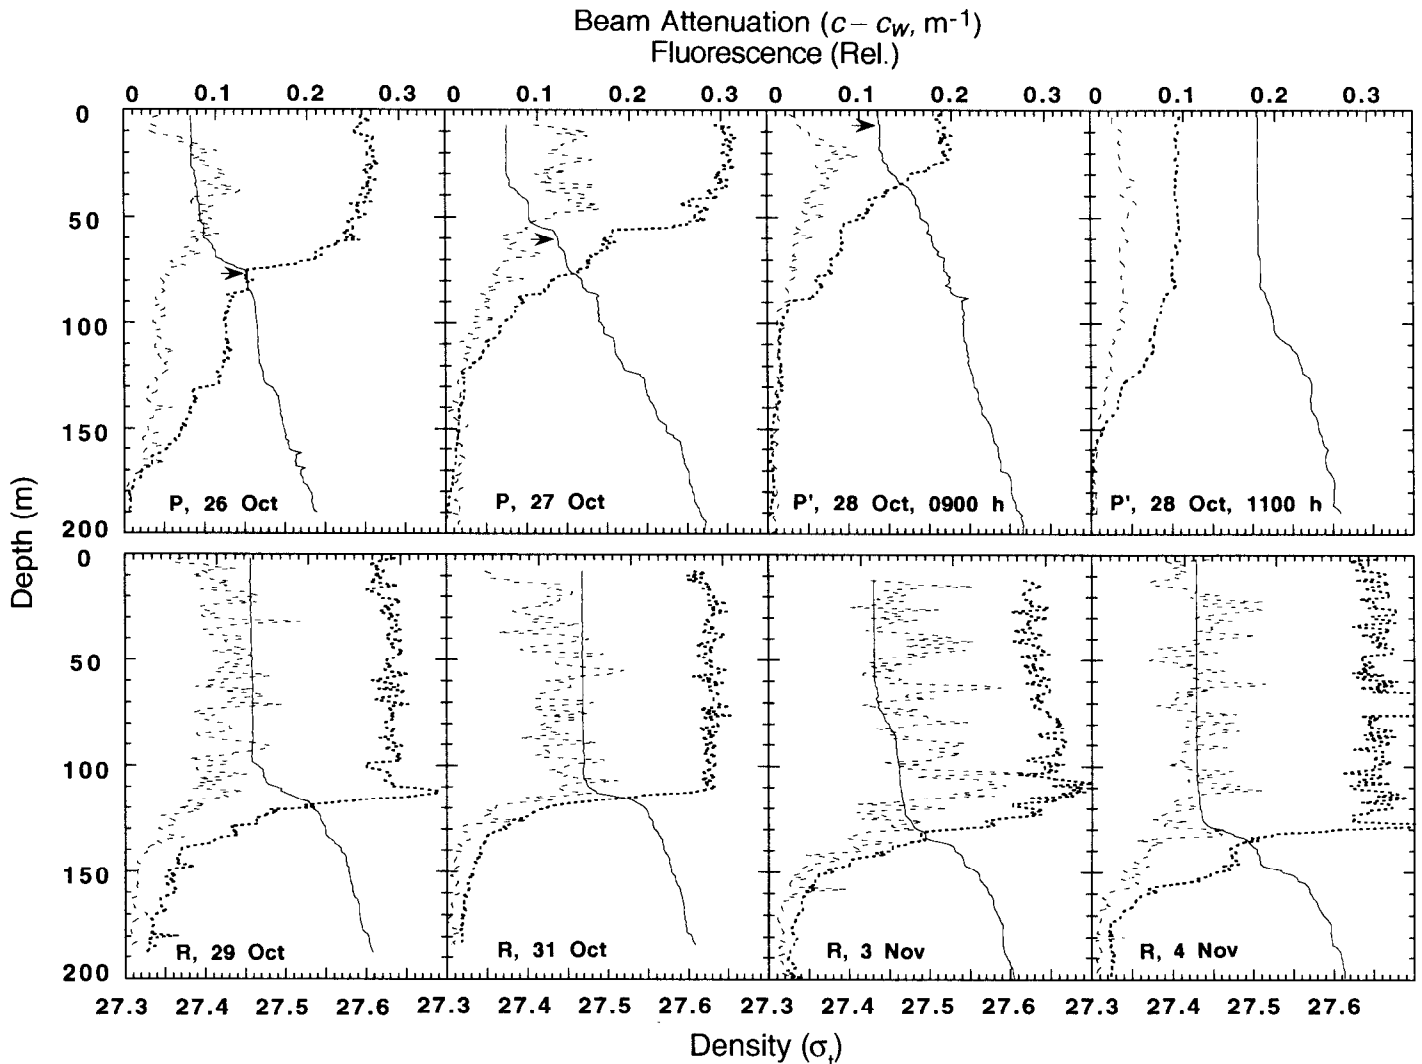 Beam Attenuation (c – c_w, m⁻¹)
Fluorescence (Rel.)
0 0.1 0.2 0.3 0 0.1 0.2 0.3 0 0.1 0.2 0.3 0 0.1 0.2 0.3
0
50
100
150
200
P, 26 Oct
P, 27 Oct
P', 28 Oct, 0900 h
P', 28 Oct, 1100 h
Depth (m)
0
50
100
150
200
R, 29 Oct
R, 31 Oct
R, 3 Nov
R, 4 Nov
27.3 27.4 27.5 27.6 27.3 27.4 27.5 27.6 27.3 27.4 27.5 27.6 27.3 27.4 27.5 27.6
Density (σₜ)